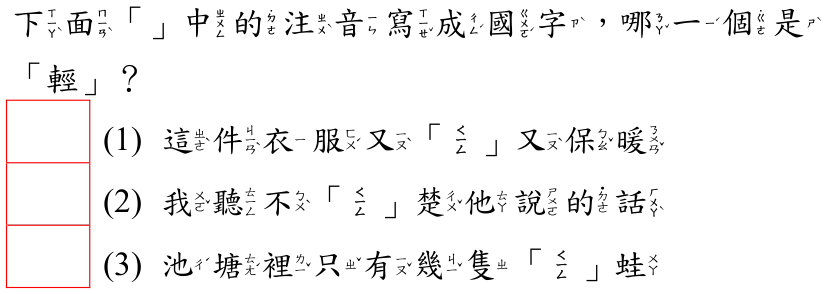 下面「 」中的注音寫成國字,哪一個是
「輕」?
(1) 這件衣服又「ㄑㄧㄥ」又保暖
(2) 我聽不「ㄑㄧㄥ」楚他說的話
(3) 池塘裡只有幾隻「ㄑㄧㄥ」蛙